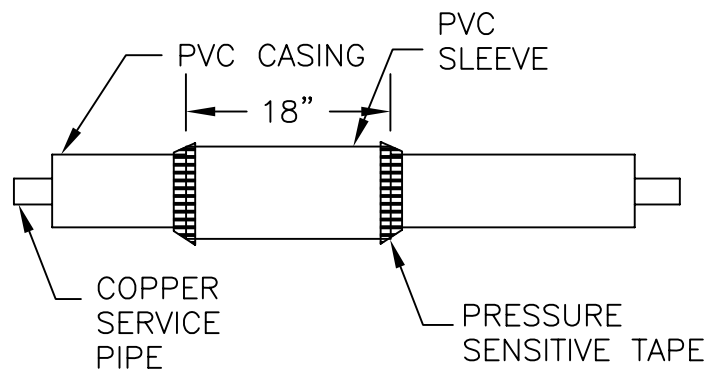 PVC CASING
PVC
SLEEVE
18”
COPPER
SERVICE
PIPE
PRESSURE
SENSITIVE TAPE